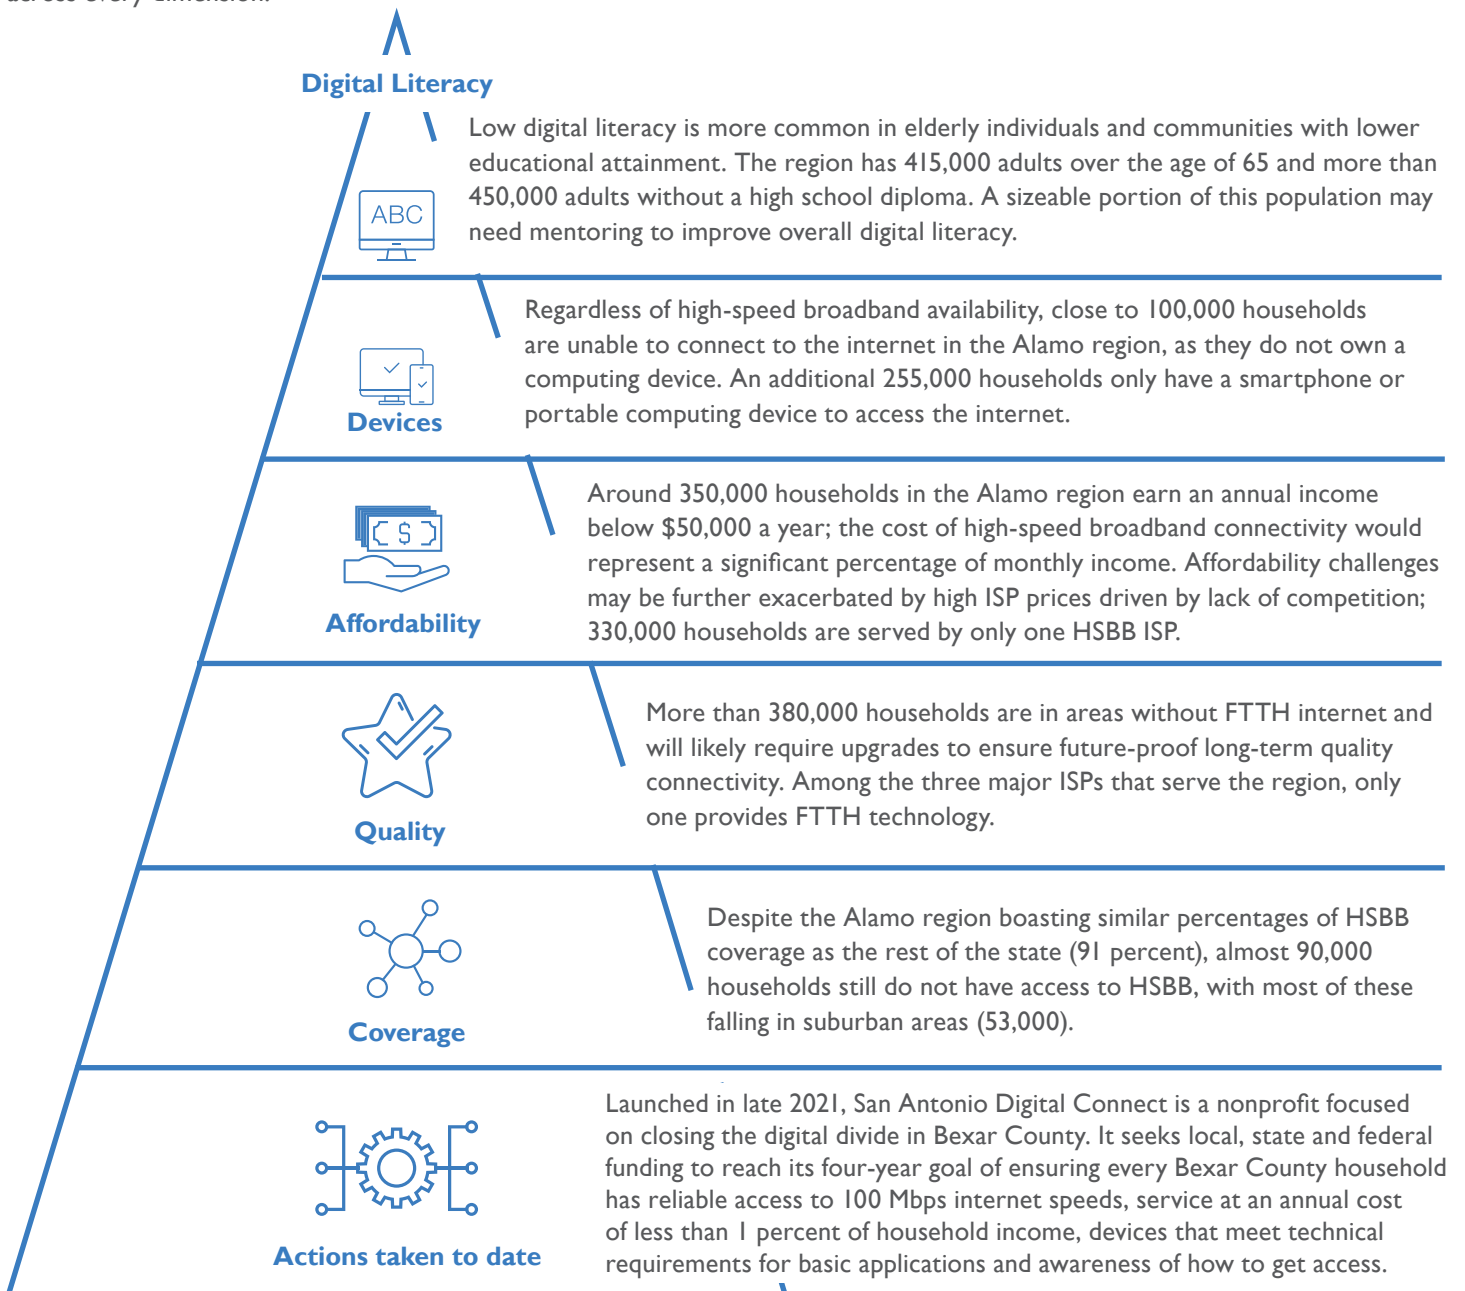 across every dimension.
Digital Literacy
Low digital literacy is more common in elderly individuals and communities with lower
educational attainment. The region has 415,000 adults over the age of 65 and more than
450,000 adults without a high school diploma. A sizeable portion of this population may
need mentoring to improve overall digital literacy.
ABC
Regardless of high-speed broadband availability, close to 100,000 households
are unable to connect to the internet in the Alamo region, as they do not own a
computing device. An additional 255,000 households only have a smartphone or
portable computing device to access the internet.
Devices
Around 350,000 households in the Alamo region earn an annual income
below $50,000 a year; the cost of high-speed broadband connectivity would
represent a significant percentage of monthly income. Affordability challenges
may be further exacerbated by high ISP prices driven by lack of competition;
330,000 households are served by only one HSBB ISP.
$
Affordability
More than 380,000 households are in areas without FTTH internet and
will likely require upgrades to ensure future-proof long-term quality
connectivity. Among the three major ISPs that serve the region, only
one provides FTTH technology.
Quality
Despite the Alamo region boasting similar percentages of HSBB
coverage as the rest of the state (91 percent), almost 90,000
households still do not have access to HSBB, with most of these
falling in suburban areas (53,000).
Coverage
Launched in late 2021, San Antonio Digital Connect is a nonprofit focused
on closing the digital divide in Bexar County. It seeks local, state and federal
funding to reach its four-year goal of ensuring every Bexar County household
has reliable access to 100 Mbps internet speeds, service at an annual cost
of less than 1 percent of household income, devices that meet technical
requirements for basic applications and awareness of how to get access.
Actions taken to date